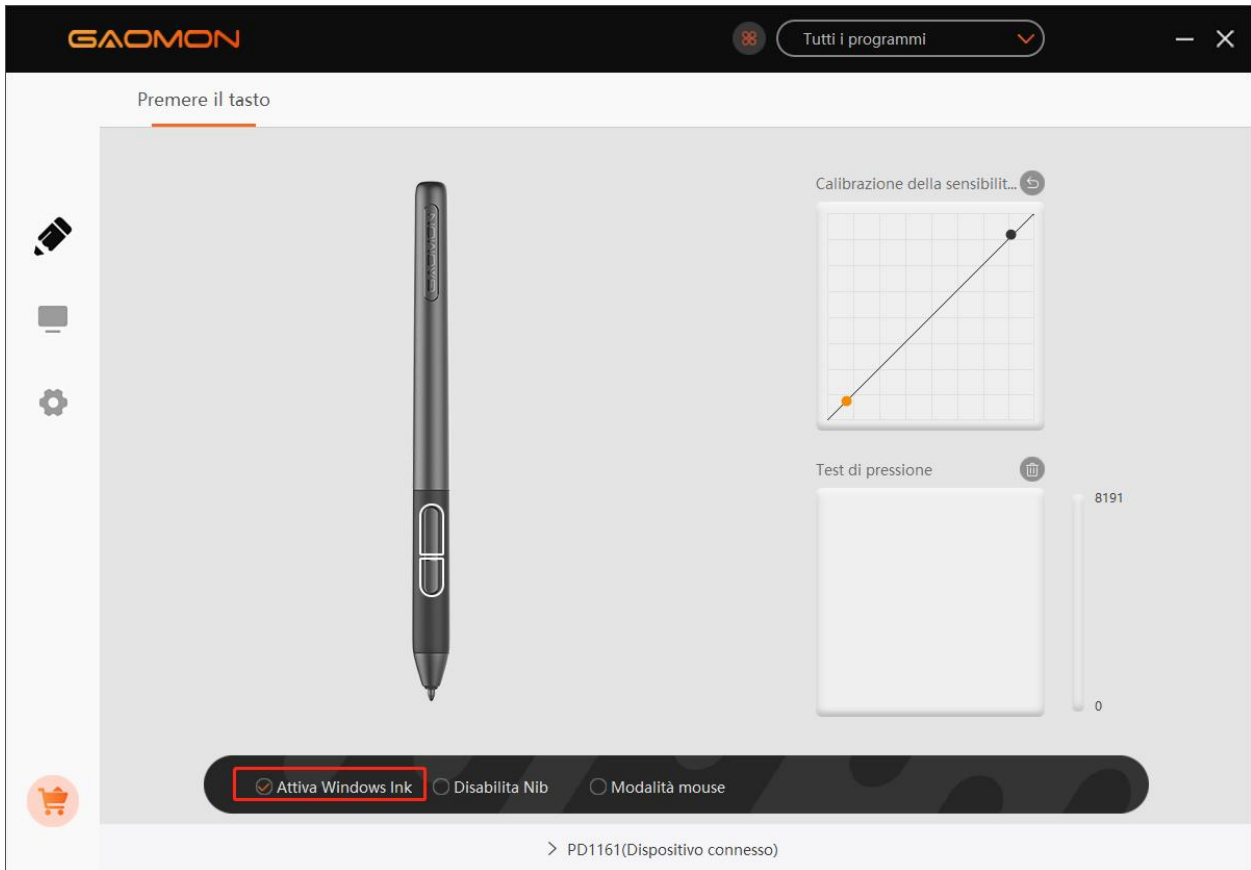 GAOMON
Tutti i programmi
Premere il tasto
Calibrazione della sensibilit...
GAOMON
Test di pressione
8191
0
Attiva Windows Ink
Disabilita Nib
Modalità mouse
PD1161(Dispositivo connesso)